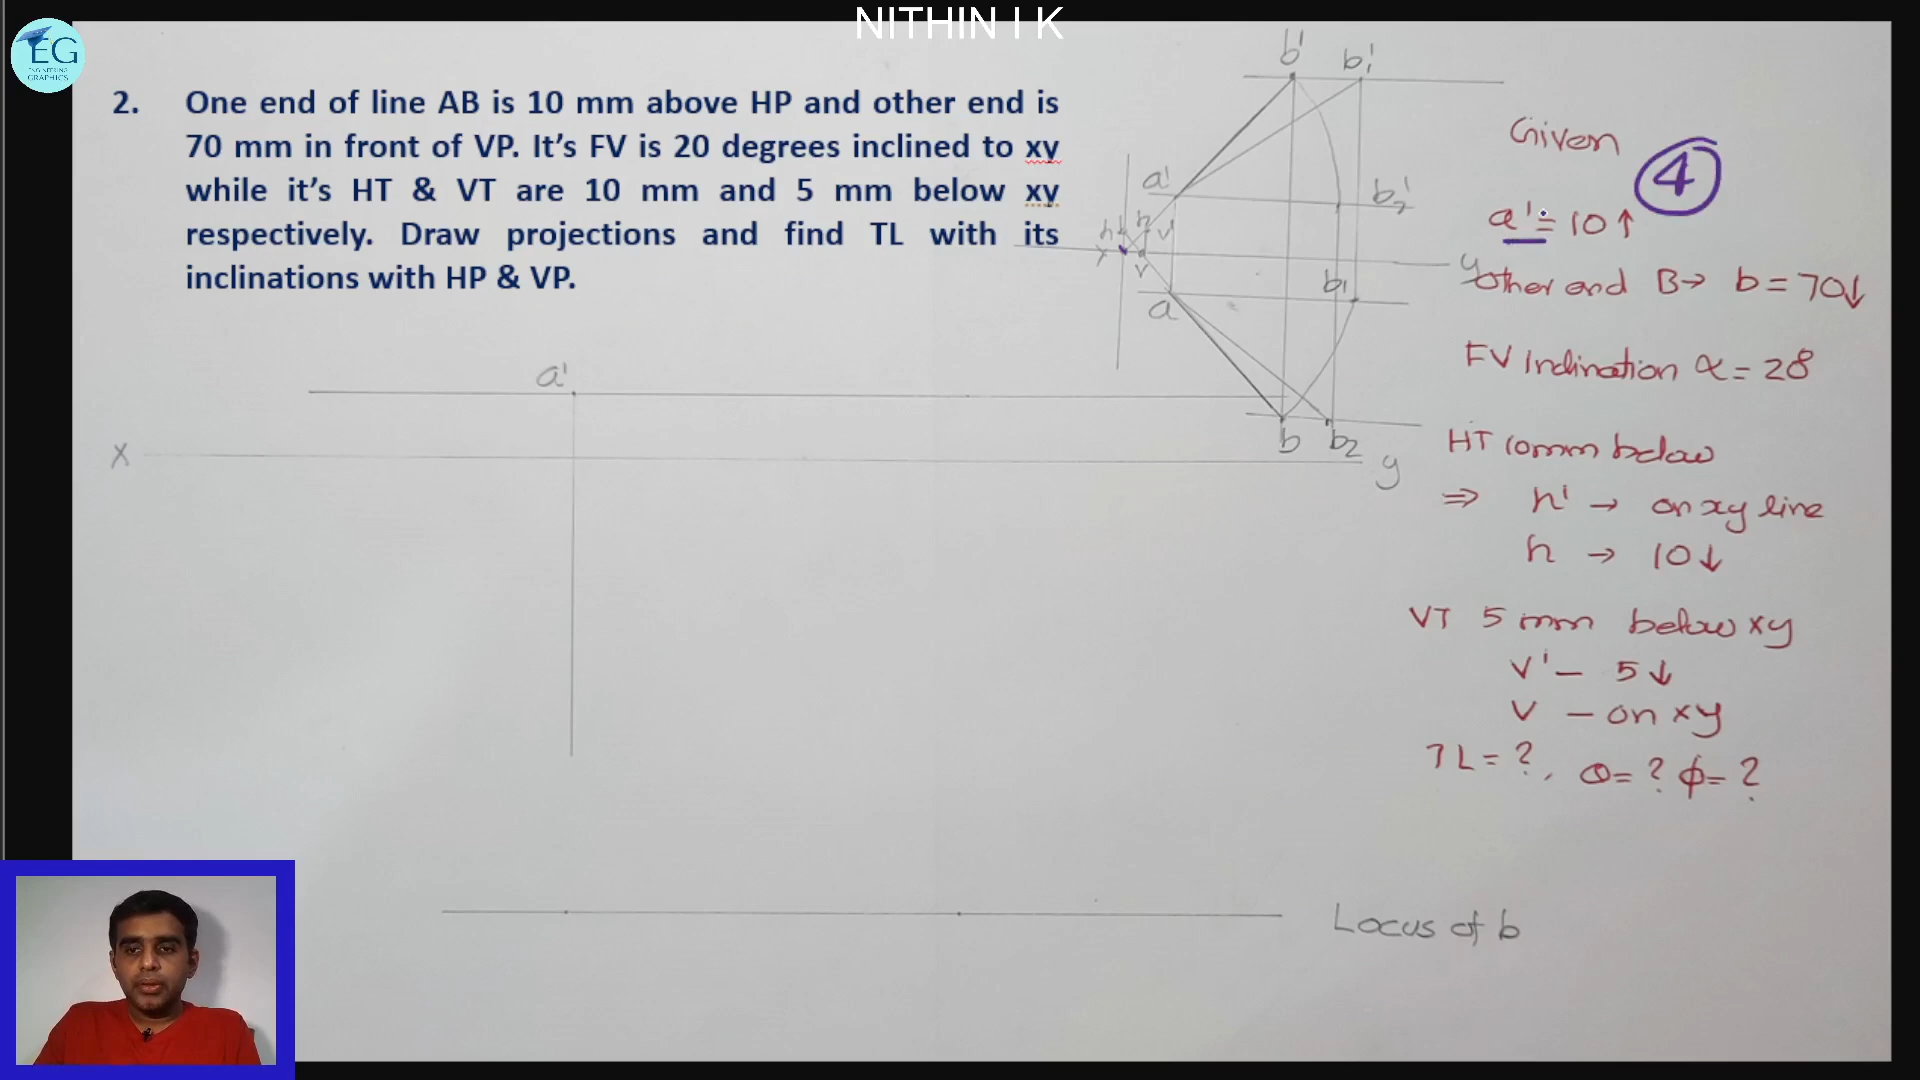 NITHIN I K
EG
ENGINEERING
GRAPHICS
2. One end of line AB is 10 mm above HP and other end is
70 mm in front of VP. It's FV is 20 degrees inclined to xy
while it's HT & VT are 10 mm and 5 mm below xy
respectively. Draw projections and find TL with its
inclinations with HP & VP.
b' b1'
a' b2'
h' h v'
x v y
b1
a
b b2
Given
4
a' = 10↑
other end B→ b = 70↓
FV Inclination α = 20°
HT 10mm below
⇒ h' → on xy line
h → 10↓
VT 5 mm below xy
v' - 5↓
v - on xy
TL = ?, θ = ? φ = ?
a'
x y
Locus of b